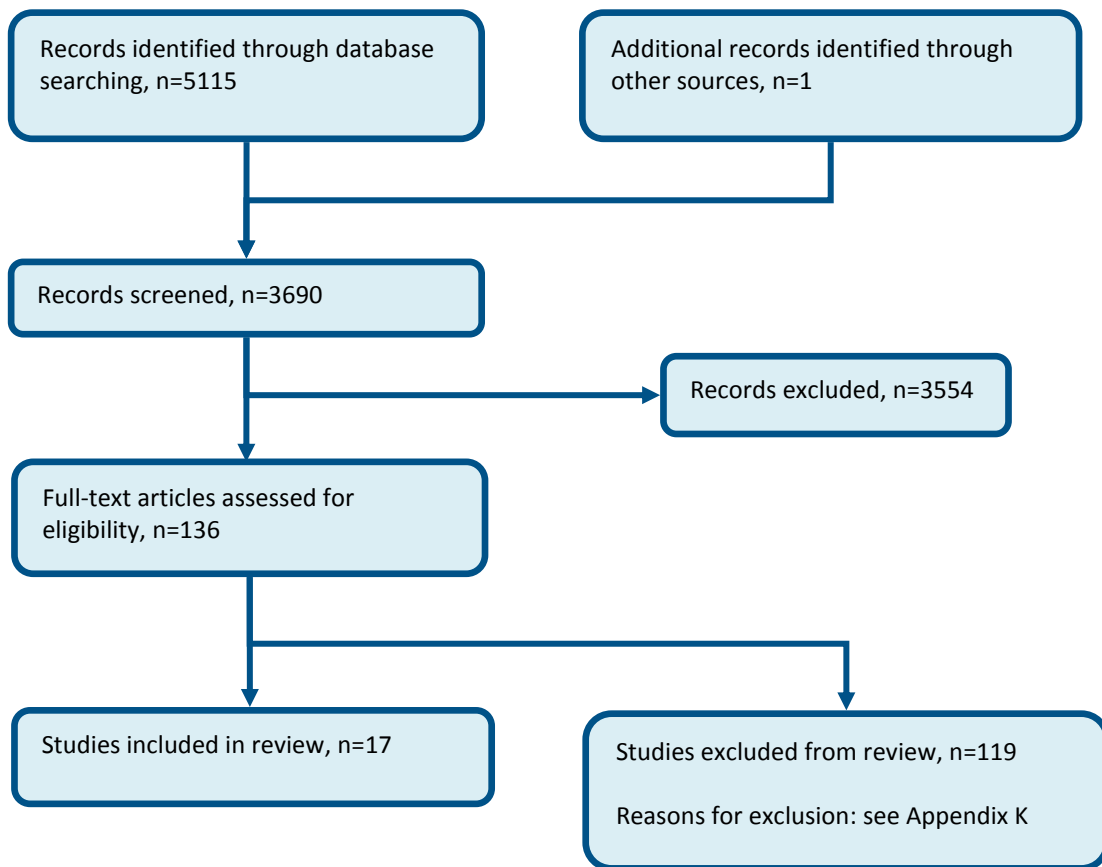 Records identified through database
searching, n=5115
Additional records identified through
other sources, n=1
Records screened, n=3690
Records excluded, n=3554
Full-text articles assessed for
eligibility, n=136
Studies included in review, n=17
Studies excluded from review, n=119
Reasons for exclusion: see Appendix K